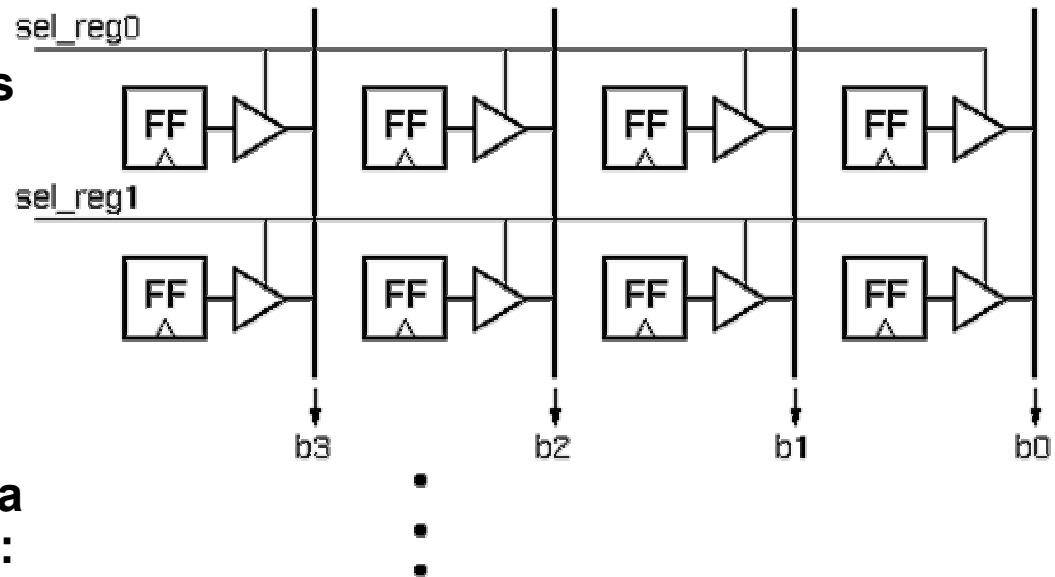 sel_reg0
s
FF FF FF FF
sel_reg1
FF FF FF FF
b3 b2 b1 b0
a
: